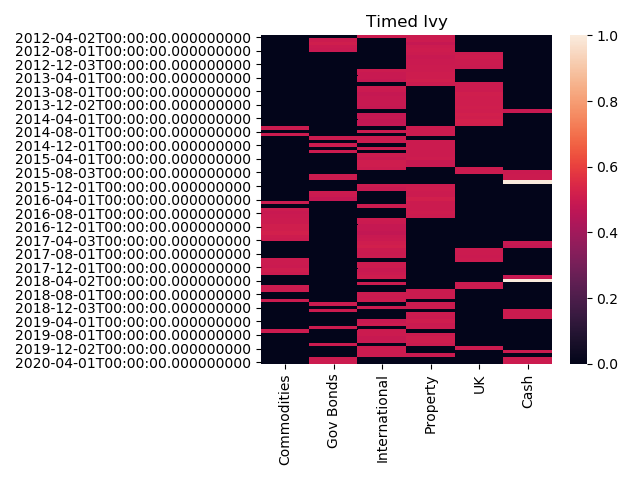 Timed Ivy
2012-04-02T00:00:00.000000000
2012-08-01T00:00:00.000000000
2012-12-03T00:00:00.000000000
2013-04-01T00:00:00.000000000
2013-08-01T00:00:00.000000000
2013-12-02T00:00:00.000000000
2014-04-01T00:00:00.000000000
2014-08-01T00:00:00.000000000
2014-12-01T00:00:00.000000000
2015-04-01T00:00:00.000000000
2015-08-03T00:00:00.000000000
2015-12-01T00:00:00.000000000
2016-04-01T00:00:00.000000000
2016-08-01T00:00:00.000000000
2016-12-01T00:00:00.000000000
2017-04-03T00:00:00.000000000
2017-08-01T00:00:00.000000000
2017-12-01T00:00:00.000000000
2018-04-02T00:00:00.000000000
2018-08-01T00:00:00.000000000
2018-12-03T00:00:00.000000000
2019-04-01T00:00:00.000000000
2019-08-01T00:00:00.000000000
2019-12-02T00:00:00.000000000
2020-04-01T00:00:00.000000000
Commodities
Gov Bonds
International
Property
UK
Cash
1.0
0.8
0.6
0.4
0.2
0.0